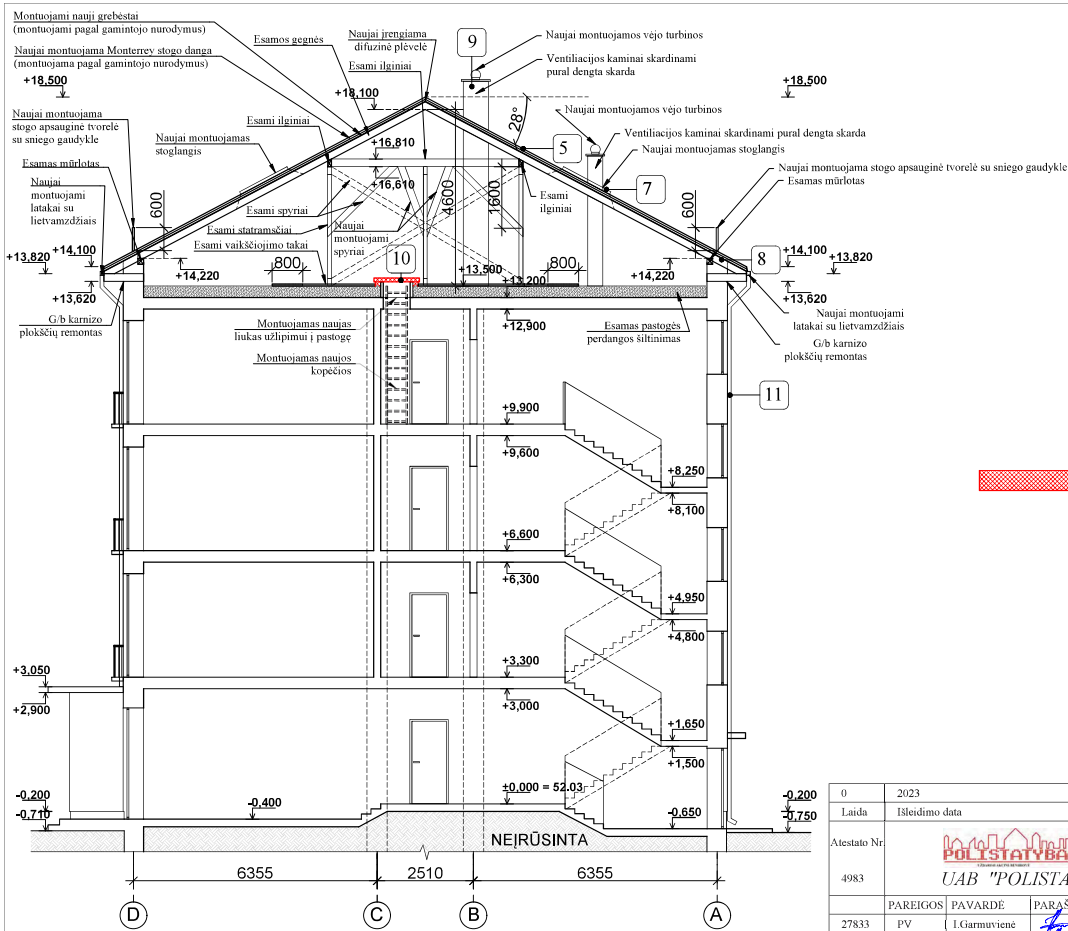 Montuojami nauji grebėstai
(montuojami pagal gamintojo nurodymus)
Naujai montuojama Monterrey stogo danga
(montuojama pagal gamintojo nurodymus)
Esamos gegnės
Naujai įrengiama
difuzinė plėvelė
Esami ilginiai
9
Naujai montuojamos vėjo turbinos
Ventiliacijos kaminai skardinami
pural dengta skarda
+18,500
+18,100
+18,500
Naujai montuojama
stogo apsauginė tvorelė
su sniego gaudykle
Naujai montuojamas
stoglangis
Esami ilginiai
28°
Naujai montuojamos vėjo turbinos
Ventiliacijos kaminai skardinami pural dengta skarda
Naujai montuojamas stoglangis
5
7
+16,810
+16,610
Esamas mūrlotas
Naujai
montuojami
latakai su
lietvamzdžiais
Naujai montuojama stogo apsauginė tvorelė su sniego gaudykle
Esamas mūrlotas
600
4600
1600
600
Esami spyriai
Esami statramsčiai
Esami vaikščiojimo takai
Naujai
montuojami
spyriai
Esami
ilginiai
+14,100
+13,820
+14,220
800
10
+13,500
800
+14,220
8
+14,100
+13,820
+13,620
+13,200
+13,620
G/b karnizo
plokščių remontas
Montuojamas naujas
liukas užlipimui į pastogę
+12,900
Esamas pastogės
perdangos šiltinimas
Naujai montuojami
latakai su lietvamzdžiais
G/b karnizo
plokščių remontas
Montuojamas naujos
kopėčios
11
+9,900
+9,600
+8,250
+8,100
+6,600
+6,300
+4,950
+4,800
+3,300
+3,000
+3,050
+2,900
+1,650
+1,500
±0,000 = 52.03
-0,200
-0,710
-0,400
-0,650
-0,200
-0,750
NEĮRŪSINTA
6355
2510
6355
D
C
B
A
0 2023
Laida Išleidimo data
Atestato Nr.
4983
POLISTATYBA
UAB "POLISTA
PAREIGOS PAVARDĖ PARAŠ
27833 PV I.Garmuvienė